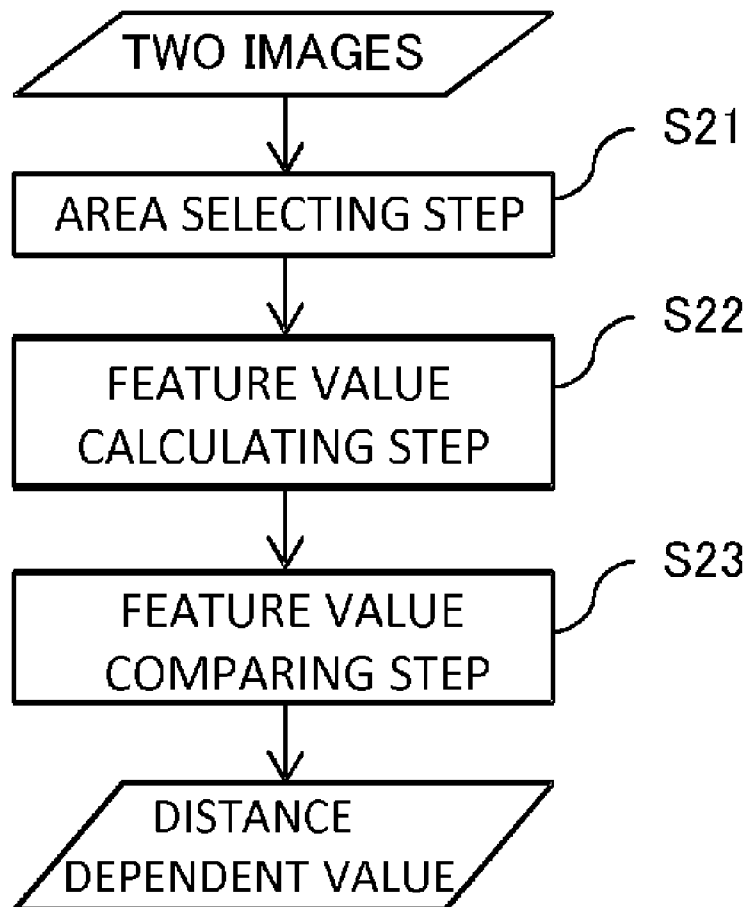 TWO IMAGES
S21
AREA SELECTING STEP
S22
FEATURE VALUE
CALCULATING STEP
S23
FEATURE VALUE
COMPARING STEP
DISTANCE
DEPENDENT VALUE